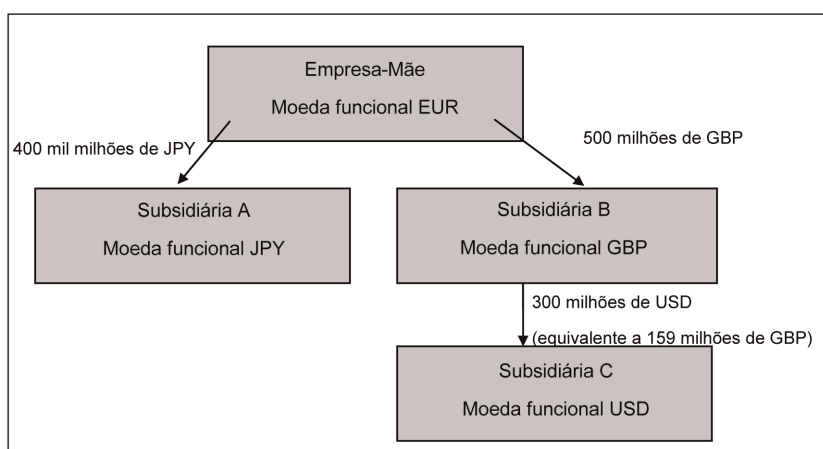 Empresa-Mãe
Moeda funcional EUR
400 mil milhões de JPY
500 milhões de GBP
Subsidiária A
Moeda funcional JPY
Subsidiária B
Moeda funcional GBP
300 milhões de USD
(equivalente a 159 milhões de GBP)
Subsidiária C
Moeda funcional USD